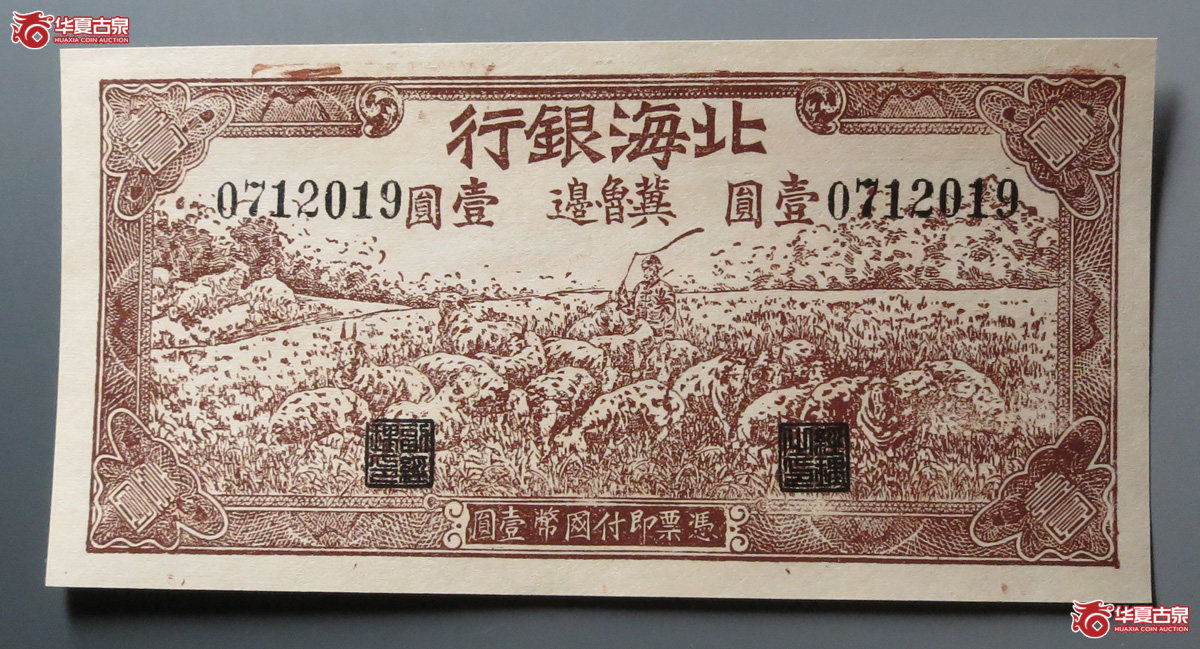 华夏古泉
HUAXIA COIN AUCTION
北海銀行
0712019 壹圓 冀魯邊 壹圓 0712019
憑票即付國幣壹圓
华夏古泉
HUAXIA COIN AUCTION